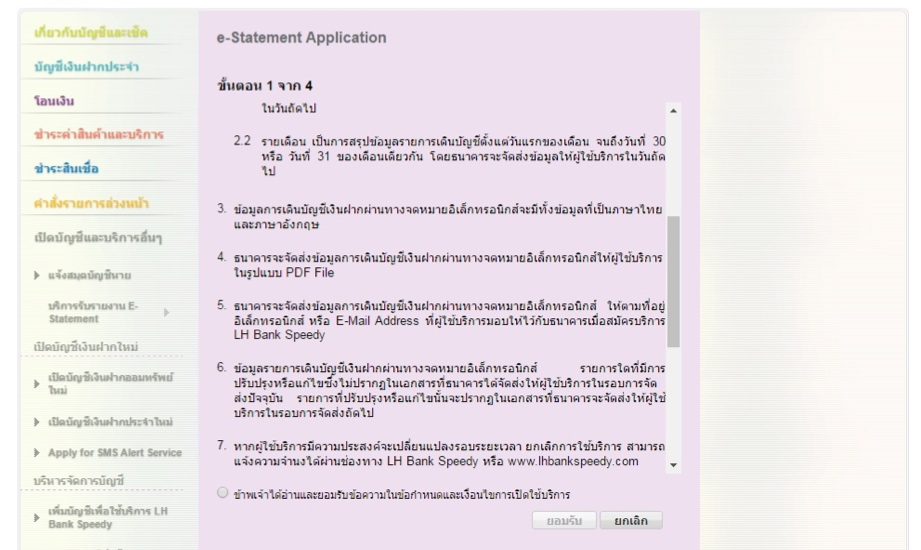 เกี่ยวกับบัญชีและเช็ค
บัญชีเงินฝากประจำ
โอนเงิน
ชำระค่าสินค้าและบริการ
ชำระสินเชื่อ
คำสั่งรายการล่วงหน้า
เปิดบัญชีและบริการอื่นๆ
แจ้งสมุดบัญชีหาย
บริการรับรายงาน E-
Statement
เปิดบัญชีเงินฝากใหม่
เปิดบัญชีเงินฝากออมทรัพย์
ใหม่
เปิดบัญชีเงินฝากประจำใหม่
Apply for SMS Alert Service
บริหารจัดการบัญชี
เพิ่มบัญชีเพื่อใช้บริการ LH
Bank Speedy
e-Statement Application
ขั้นตอน 1 จาก 4
ในวันถัดไป
2.2 รายเดือน เป็นการสรุปข้อมูลรายการเดินบัญชีตั้งแต่วันแรกของเดือน จนถึงวันที่ 30
หรือ วันที่ 31 ของเดือนเดียวกัน โดยธนาคารจะจัดส่งข้อมูลให้ผู้ใช้บริการในวันถัด
ไป
3. ข้อมูลการเดินบัญชีเงินฝากผ่านทางจดหมายอิเล็กทรอนิกส์จะมีทั้งข้อมูลที่เป็นภาษาไทย
และภาษาอังกฤษ
4. ธนาคารจะจัดส่งข้อมูลการเดินบัญชีเงินฝากผ่านทางจดหมายอิเล็กทรอนิกส์ให้ผู้ใช้บริการ
ในรูปแบบ PDF File
5. ธนาคารจะจัดส่งข้อมูลการเดินบัญชีเงินฝากผ่านทางจดหมายอิเล็กทรอนิกส์ ให้ตามที่อยู่
อิเล็กทรอนิกส์ หรือ E-Mail Address ที่ผู้ใช้บริการมอบให้ไว้กับธนาคารเมื่อสมัครบริการ
LH Bank Speedy
6. ข้อมูลรายการเดินบัญชีเงินฝากผ่านทางจดหมายอิเล็กทรอนิกส์ รายการใดที่มีการ
ปรับปรุงหรือแก้ไขซึ่งไม่ปรากฏในเอกสารที่ธนาคารได้จัดส่งให้ผู้ใช้บริการในรอบการจัด
ส่งปัจจุบัน รายการที่ปรับปรุงหรือแก้ไขนั้นจะปรากฏในเอกสารที่ธนาคารจะจัดส่งให้ผู้ใช้
บริการในรอบการจัดส่งถัดไป
7. หากผู้ใช้บริการมีความประสงค์จะเปลี่ยนแปลงรอบระยะเวลา ยกเลิกการใช้บริการ สามารถ
แจ้งความจำนงได้ผ่านช่องทาง LH Bank Speedy หรือ www.lhbankspeedy.com
ข้าพเจ้าได้อ่านและยอมรับข้อความในข้อกำหนดและเงื่อนไขการเปิดใช้บริการ
ยอมรับ ยกเลิก